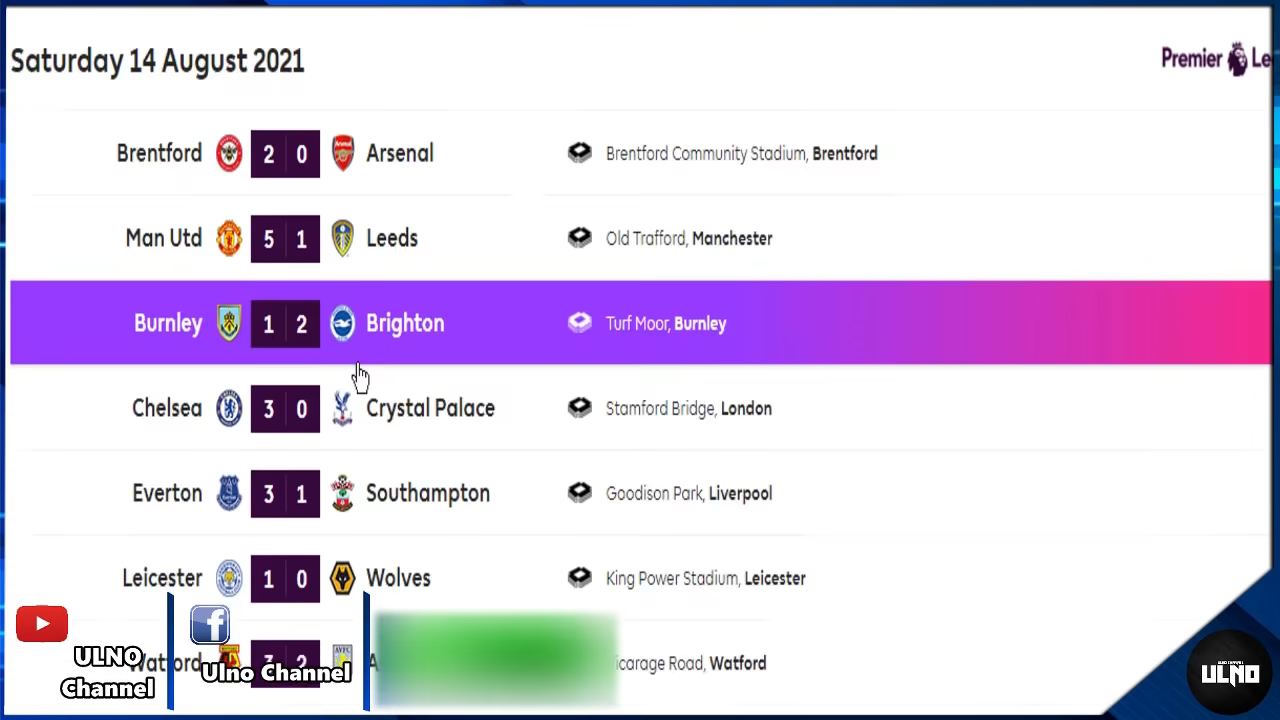 Saturday 14 August 2021
Premier Le
Brentford 2 0 Arsenal Brentford Community Stadium, Brentford
Man Utd 5 1 Leeds Old Trafford, Manchester
Burnley 1 2 Brighton Turf Moor, Burnley
Chelsea 3 0 Crystal Palace Stamford Bridge, London
Everton 3 1 Southampton Goodison Park, Liverpool
Leicester 1 0 Wolves King Power Stadium, Leicester
Watford 3 2 A icarage Road, Watford
ULNO
Channel
Ulno Channel
ULNO